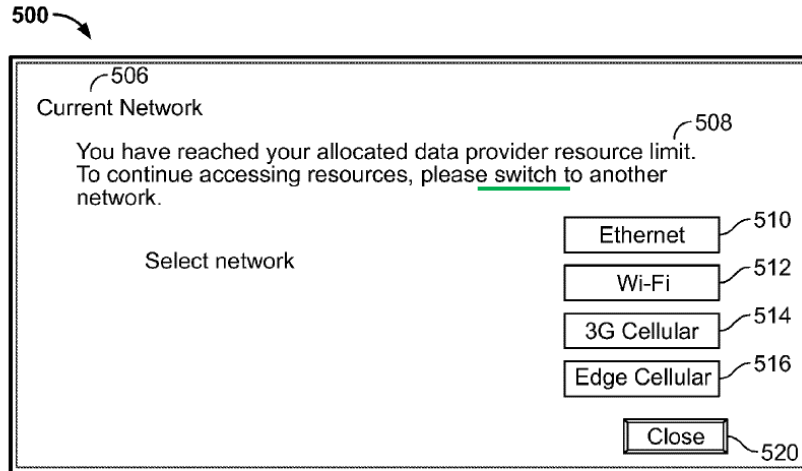 500
506
Current Network
508
You have reached your allocated data provider resource limit.
To continue accessing resources, please switch to another
network.
Ethernet 510
Select network
Wi-Fi 512
3G Cellular 514
Edge Cellular 516
Close 520